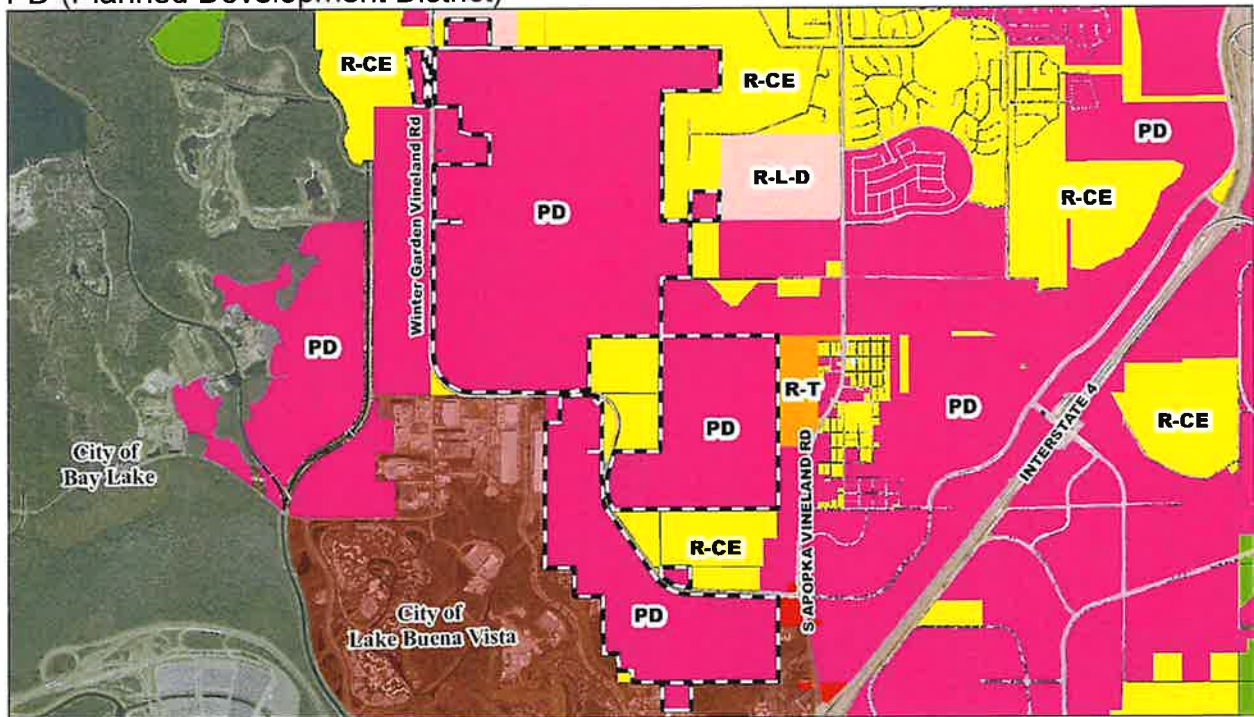 PD (Planned Development District)
R-CE
R-CE
PD
R-L-D
R-CE
Winter Garden Vineland Rd
PD
PD
R-T
PD
PD
INTERSTATE 4
R-CE
City of
Bay Lake
S APOPKA VINELAND RD
R-CE
City of
Lake Buena Vista
PD